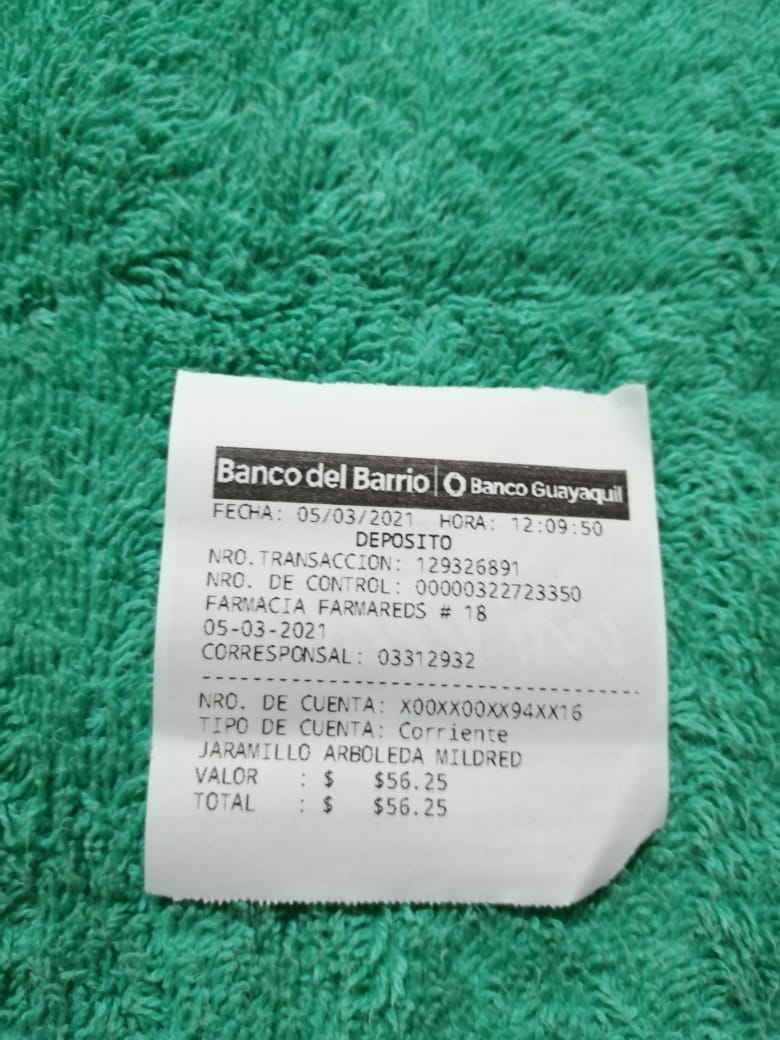 Banco del Barrio | Banco Guayaquil
FECHA: 05/03/2021 HORA: 12:09:50
DEPOSITO
NRO.TRANSACCION: 129326891
NRO. DE CONTROL: 00000322723350
FARMACIA FARMAREDS # 18
05-03-2021
CORRESPONSAL: 03312932
NRO. DE CUENTA: X00XX00XX94XX16
TIPO DE CUENTA: Corriente
JARAMILLO ARBOLEDA MILDRED
VALOR : $ $56.25
TOTAL : $ $56.25